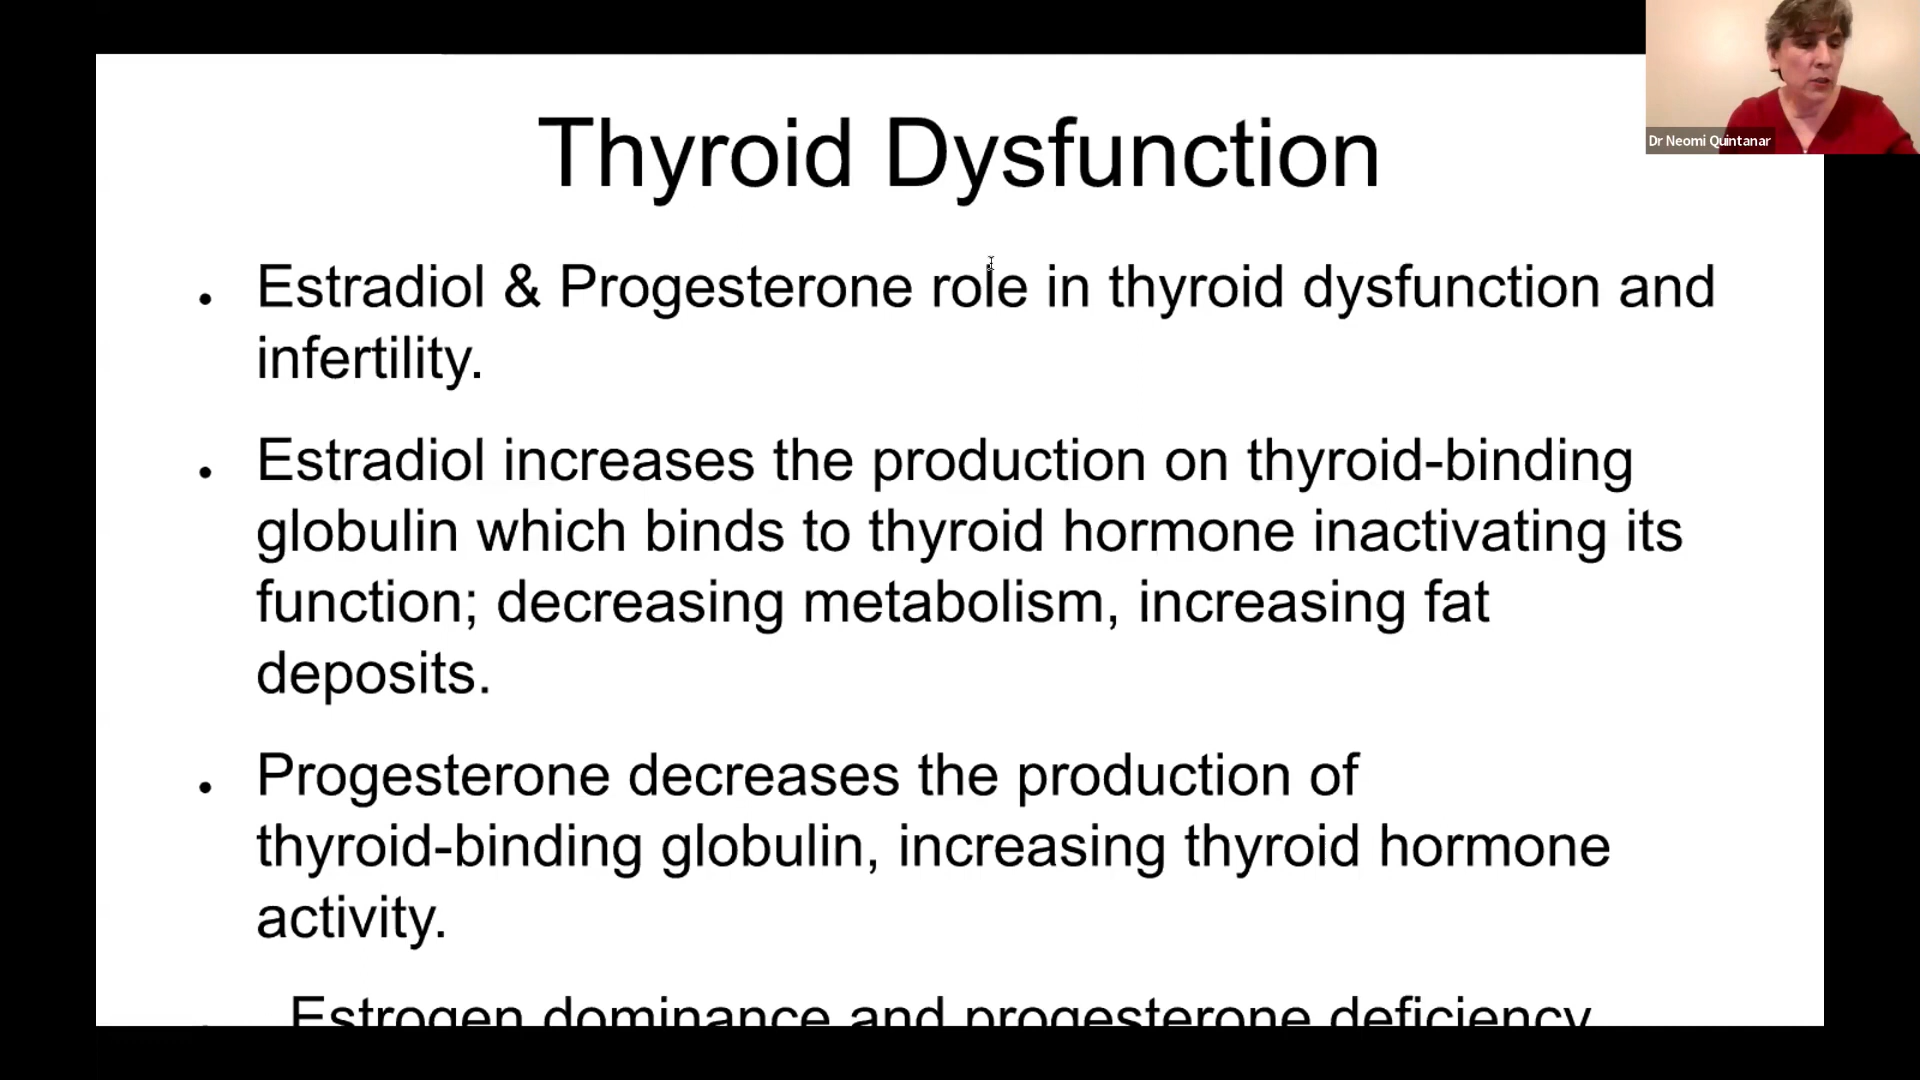 Thyroid Dysfunction
Dr Neomi Quintanar
• Estradiol & Progesterone role in thyroid dysfunction and
infertility.
• Estradiol increases the production on thyroid-binding
globulin which binds to thyroid hormone inactivating its
function; decreasing metabolism, increasing fat
deposits.
• Progesterone decreases the production of
thyroid-binding globulin, increasing thyroid hormone
activity.
• Estrogen dominance and progesterone deficiency